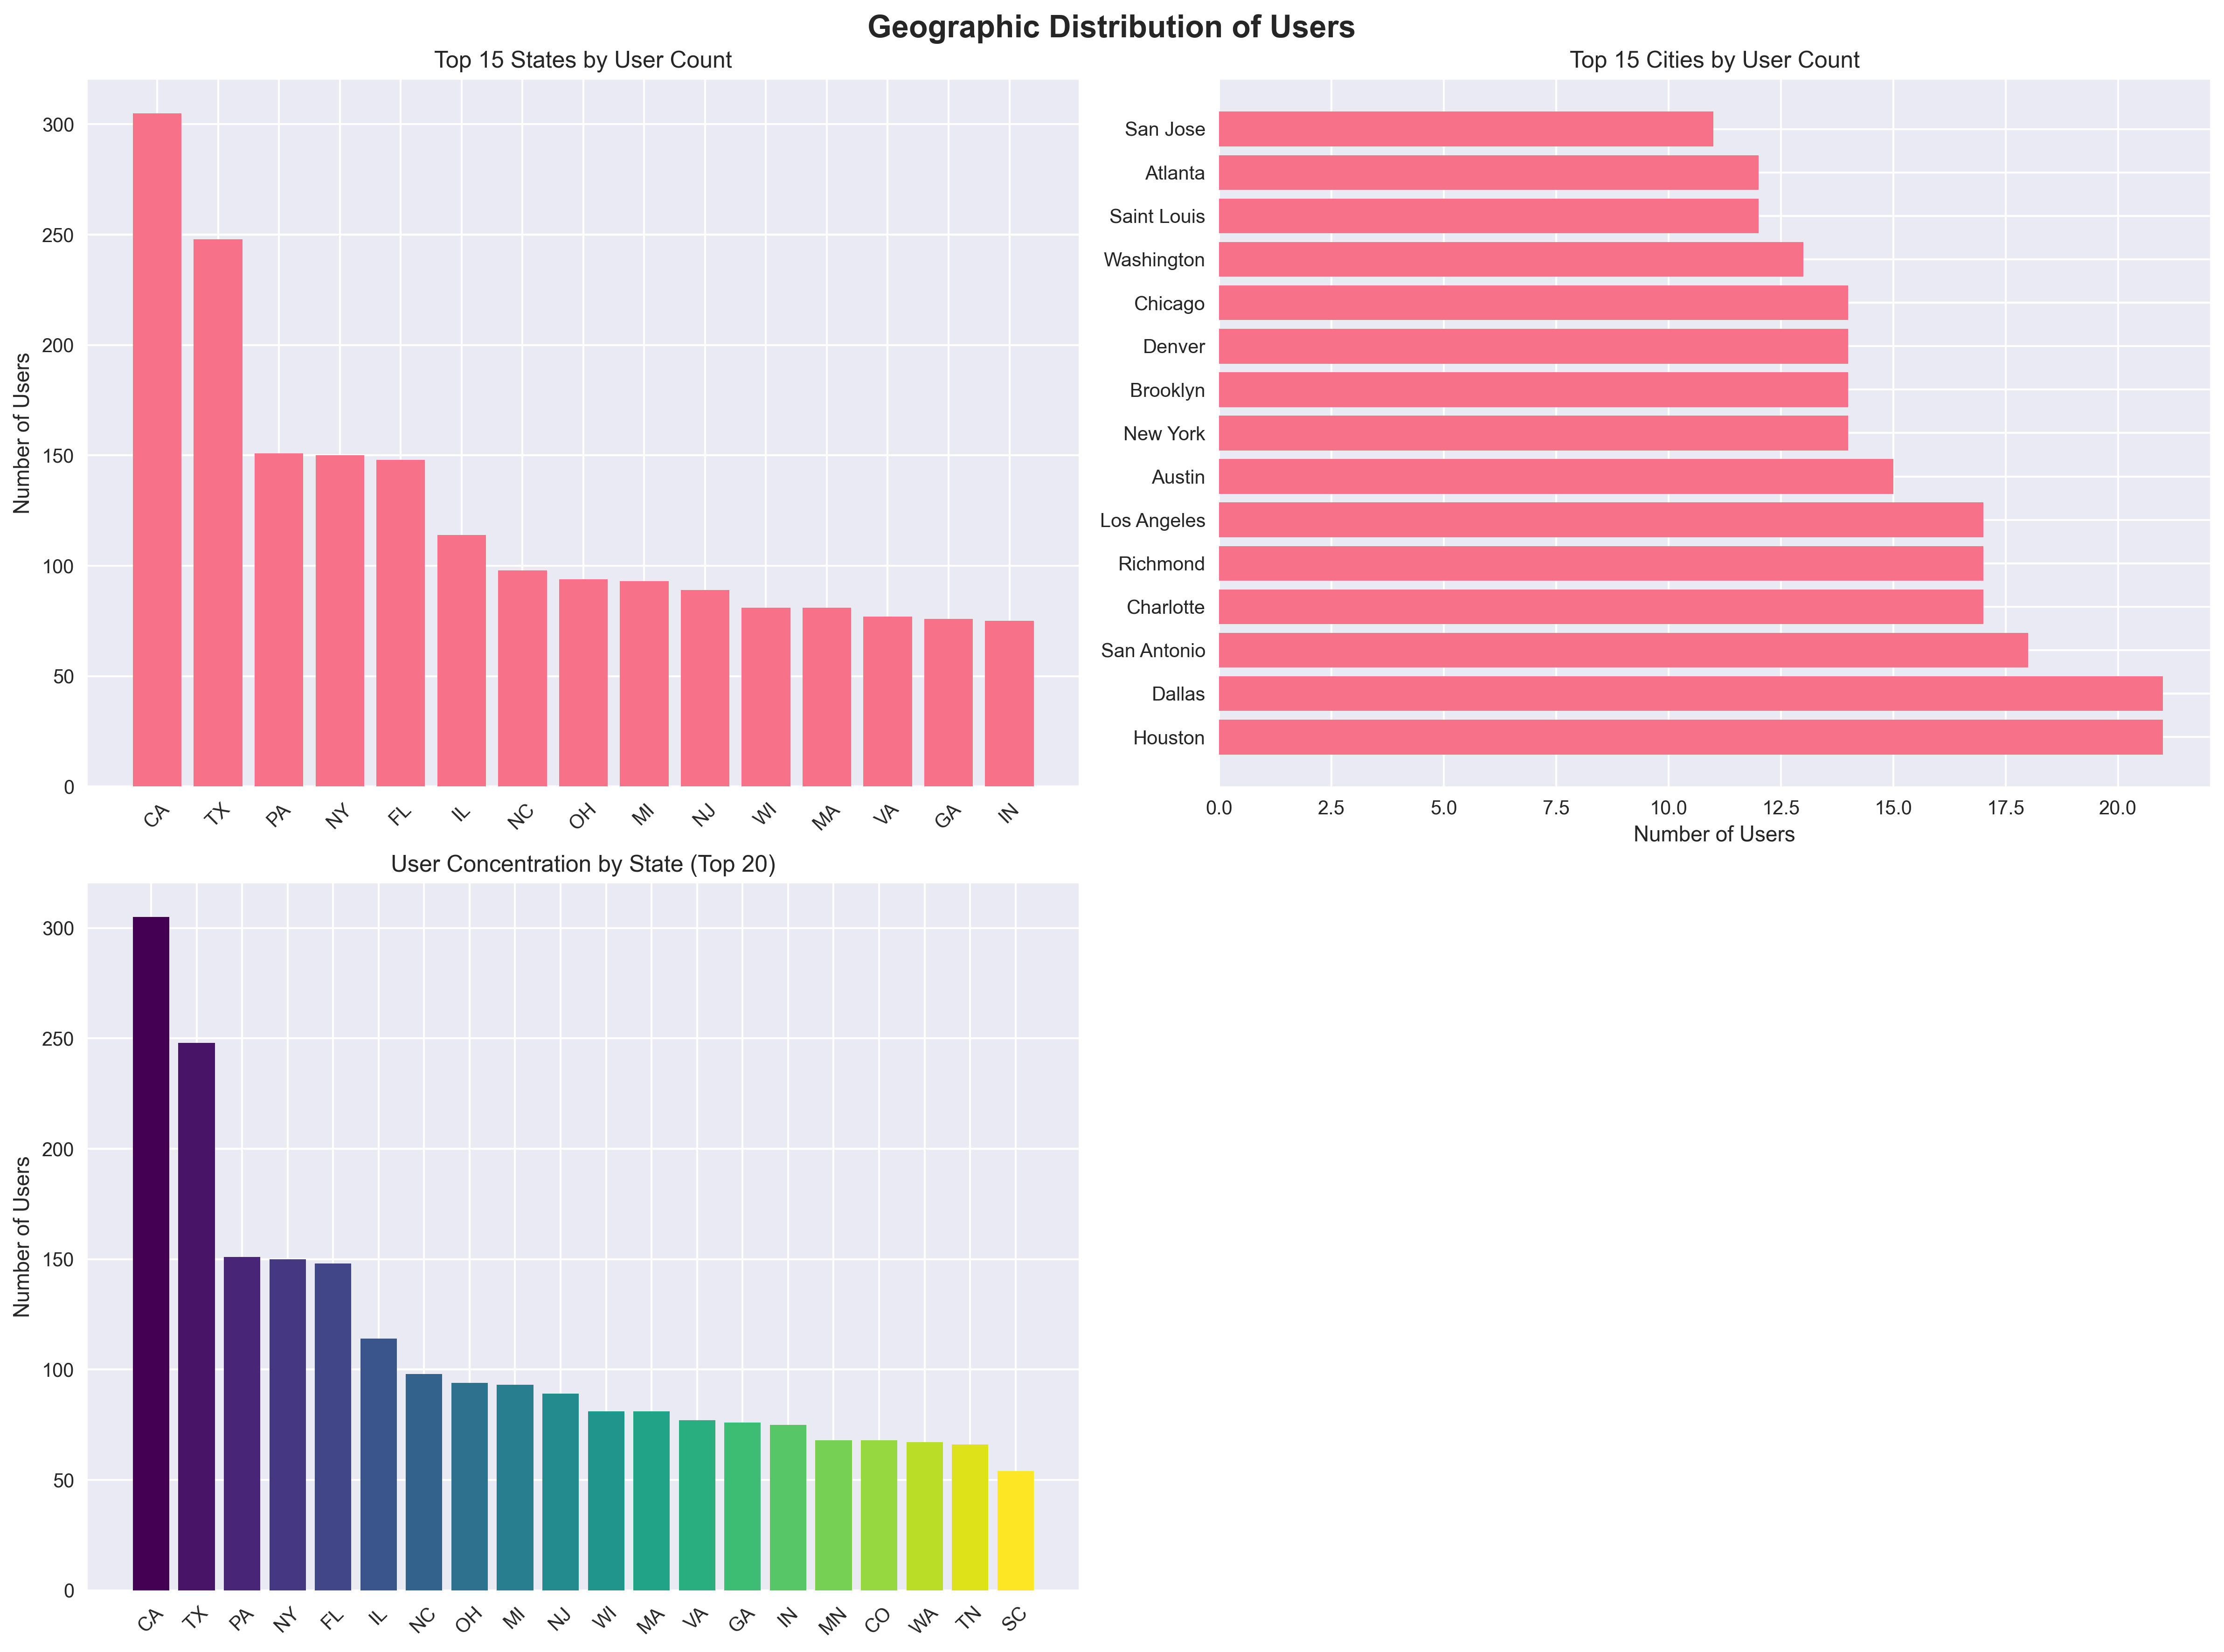 Geographic Distribution of Users
Top 15 States by User Count
Number of Users
300
250
200
150
100
50
0
CA TX PA NY FL IL NC OH MI NJ WI MA VA GA IN
Top 15 Cities by User Count
San Jose
Atlanta
Saint Louis
Washington
Chicago
Denver
Brooklyn
New York
Austin
Los Angeles
Richmond
Charlotte
San Antonio
Dallas
Houston
0.0 2.5 5.0 7.5 10.0 12.5 15.0 17.5 20.0
Number of Users
User Concentration by State (Top 20)
Number of Users
300
250
200
150
100
50
0
CA TX PA NY FL IL NC OH MI NJ WI MA VA GA IN MN CO WA TN SC